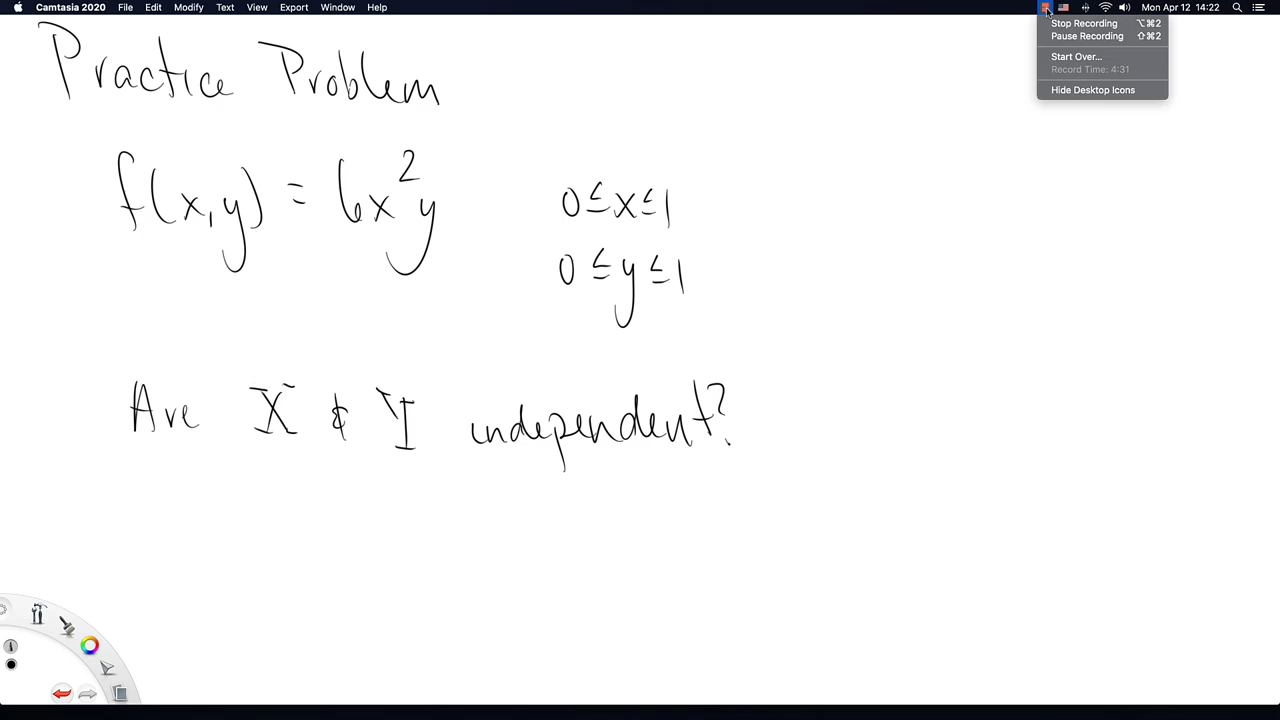 Camtasia 2020 File Edit Modify Text View Export Window Help Mon Apr 12 14:22
Stop Recording ⌥⌘2
Pause Recording ⇧⌘2
Start Over...
Record Time: 4:31
Hide Desktop Icons
Practice Problem
f(x,y) = 6x²y 0≤x≤1
0≤y≤1
Are X & Y independent?